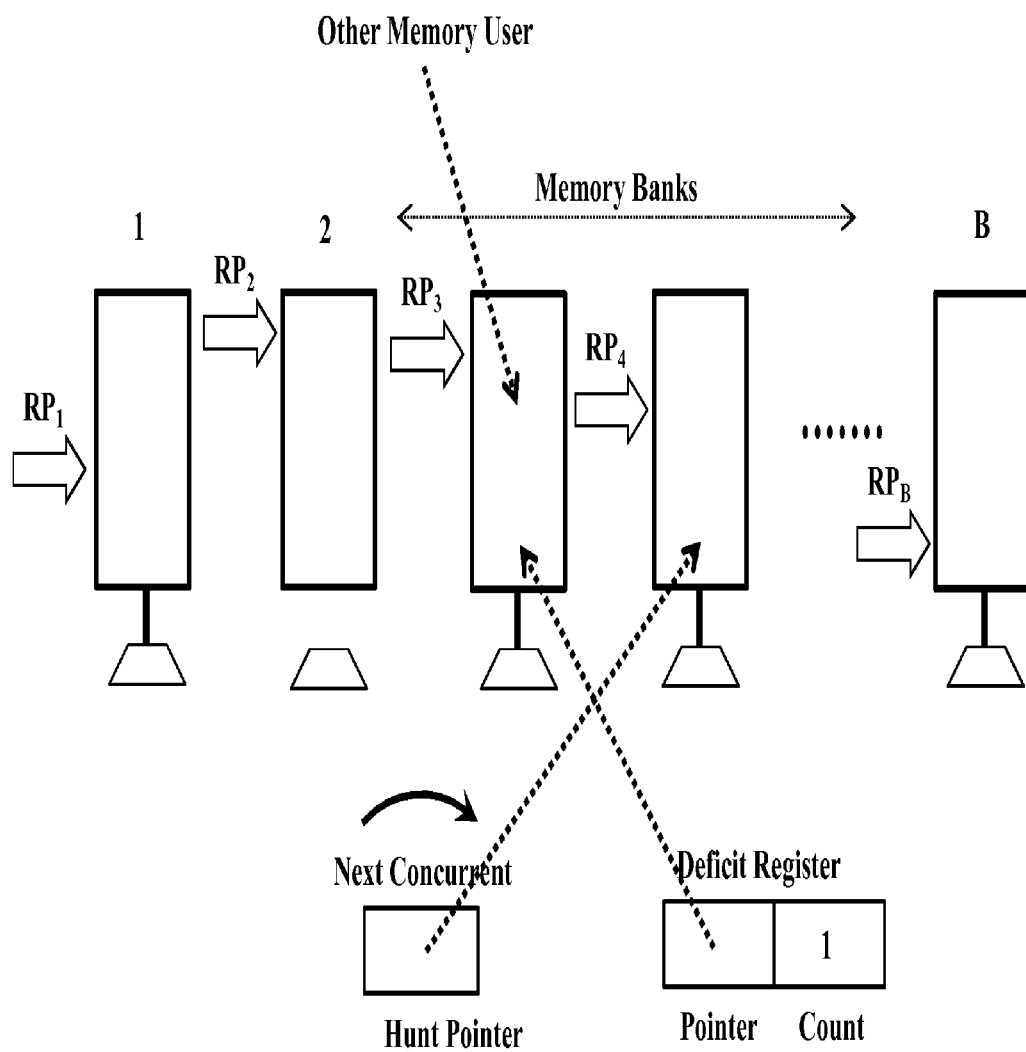 Other Memory User
Memory Banks
1
2
B
RP₁
RP₂
RP₃
RP₄
.......
RP_B
Next Concurrent
Deficit Register
1
Hunt Pointer
Pointer
Count